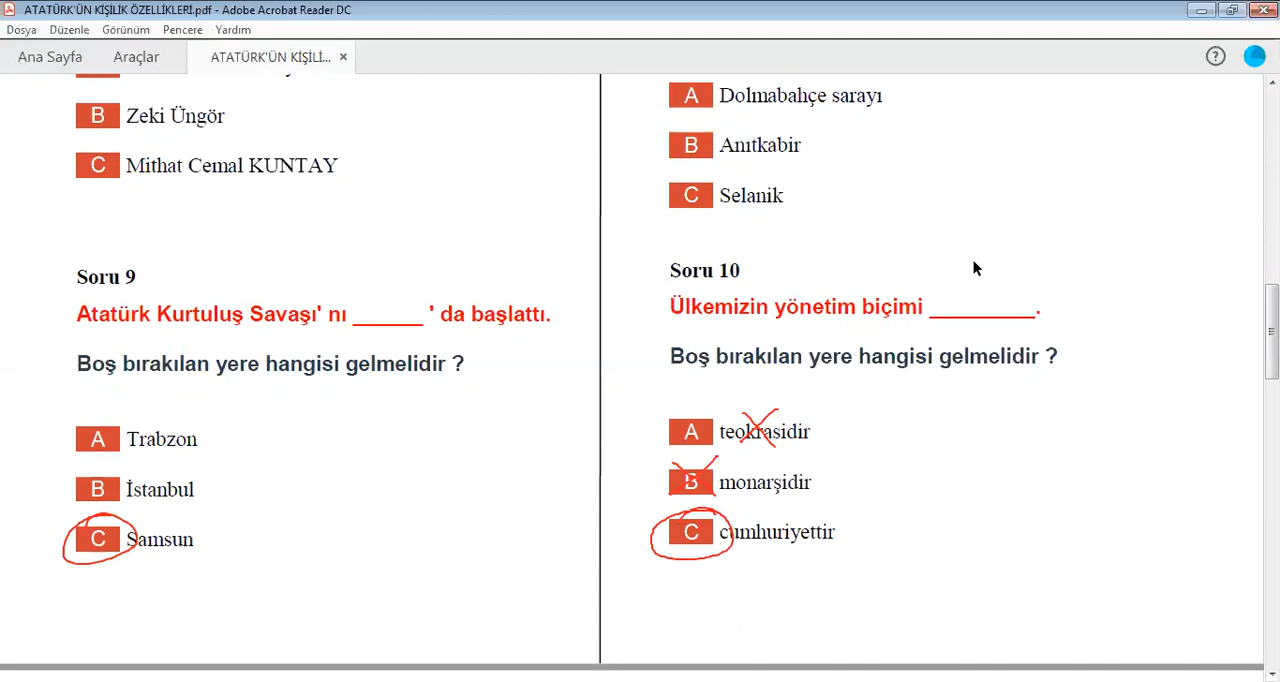 ATATÜRK'ÜN KİŞİLİK ÖZELLİKLERİ.pdf - Adobe Acrobat Reader DC
Dosya Düzenle Görünüm Pencere Yardım
Ana Sayfa Araçlar ATATÜRK'ÜN KİŞİLİ... ×
B Zeki Üngör
C Mithat Cemal KUNTAY
Soru 9
Atatürk Kurtuluş Savaşı' nı ______ ' da başlattı.
Boş bırakılan yere hangisi gelmelidir ?
A Trabzon
B İstanbul
C Samsun
A Dolmabahçe sarayı
B Anıtkabir
C Selanik
Soru 10
Ülkemizin yönetim biçimi _________.
Boş bırakılan yere hangisi gelmelidir ?
A teokrasidir
B monarşidir
C cumhuriyettir